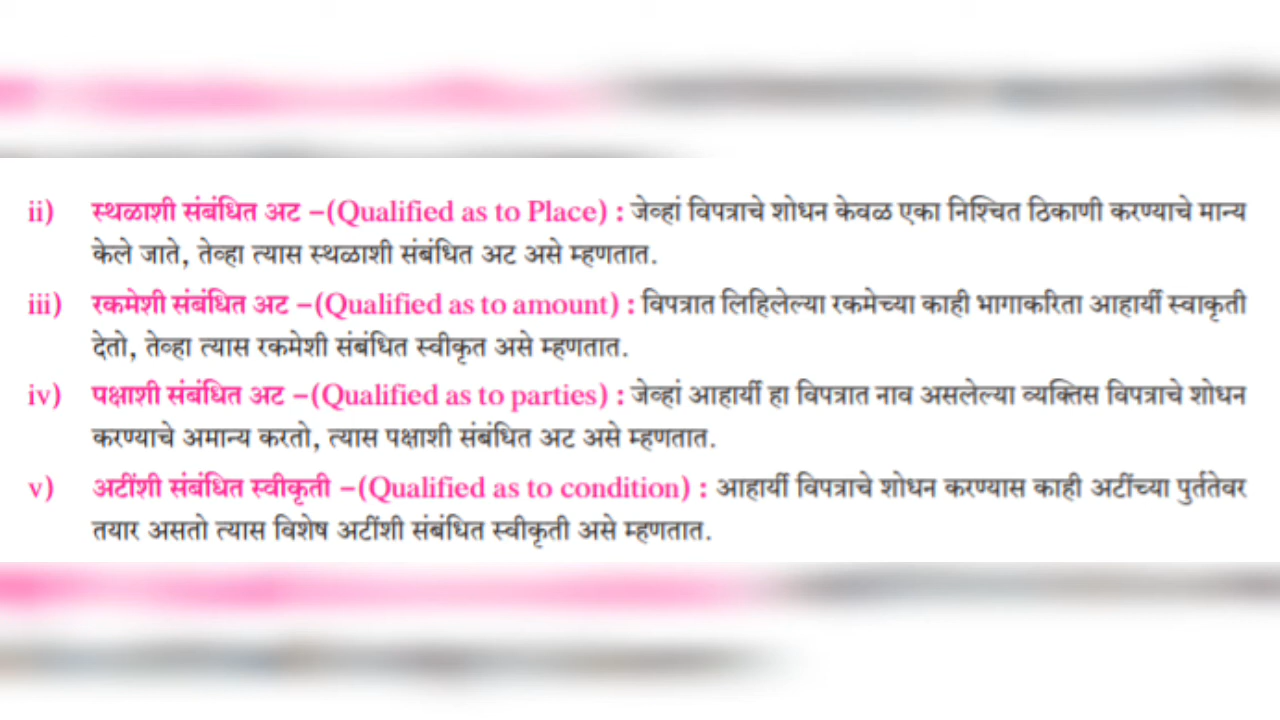 ii) स्थळाशी संबंधित अट –(Qualified as to Place) : जेव्हां विपत्राचे शोधन केवळ एका निश्चित ठिकाणी करण्याचे मान्य
केले जाते, तेव्हा त्यास स्थळाशी संबंधित अट असे म्हणतात.
iii) रकमेशी संबंधित अट –(Qualified as to amount) : विपत्रात लिहिलेल्या रकमेच्या काही भागाकरिता आहार्यी स्वाकृती
देतो, तेव्हा त्यास रकमेशी संबंधित स्वीकृत असे म्हणतात.
iv) पक्षाशी संबंधित अट –(Qualified as to parties) : जेव्हां आहार्यी हा विपत्रात नाव असलेल्या व्यक्तिस विपत्राचे शोधन
करण्याचे अमान्य करतो, त्यास पक्षाशी संबंधित अट असे म्हणतात.
v) अटींशी संबंधित स्वीकृती –(Qualified as to condition) : आहार्यी विपत्राचे शोधन करण्यास काही अटींच्या पुर्ततेवर
तयार असतो त्यास विशेष अटींशी संबंधित स्वीकृती असे म्हणतात.